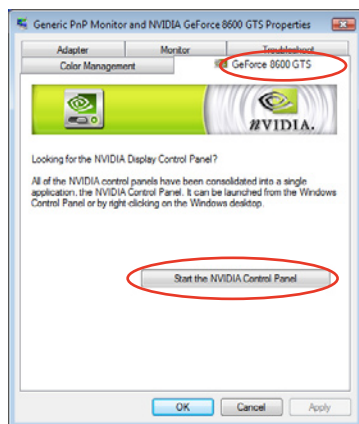 Generic PnP Monitor and NVIDIA GeForce 8600 GTS Properties
Adapter Monitor Troubleshoot
Color Management GeForce 8600 GTS
NVIDIA.
Looking for the NVIDIA Display Control Panel?
All of the NVIDIA control panels have been consolidated into a single
application, the NVIDIA Control Panel. It can be launched from the Windows
Control Panel or by right-clicking on the Windows desktop.
Start the NVIDIA Control Panel
OK Cancel Apply